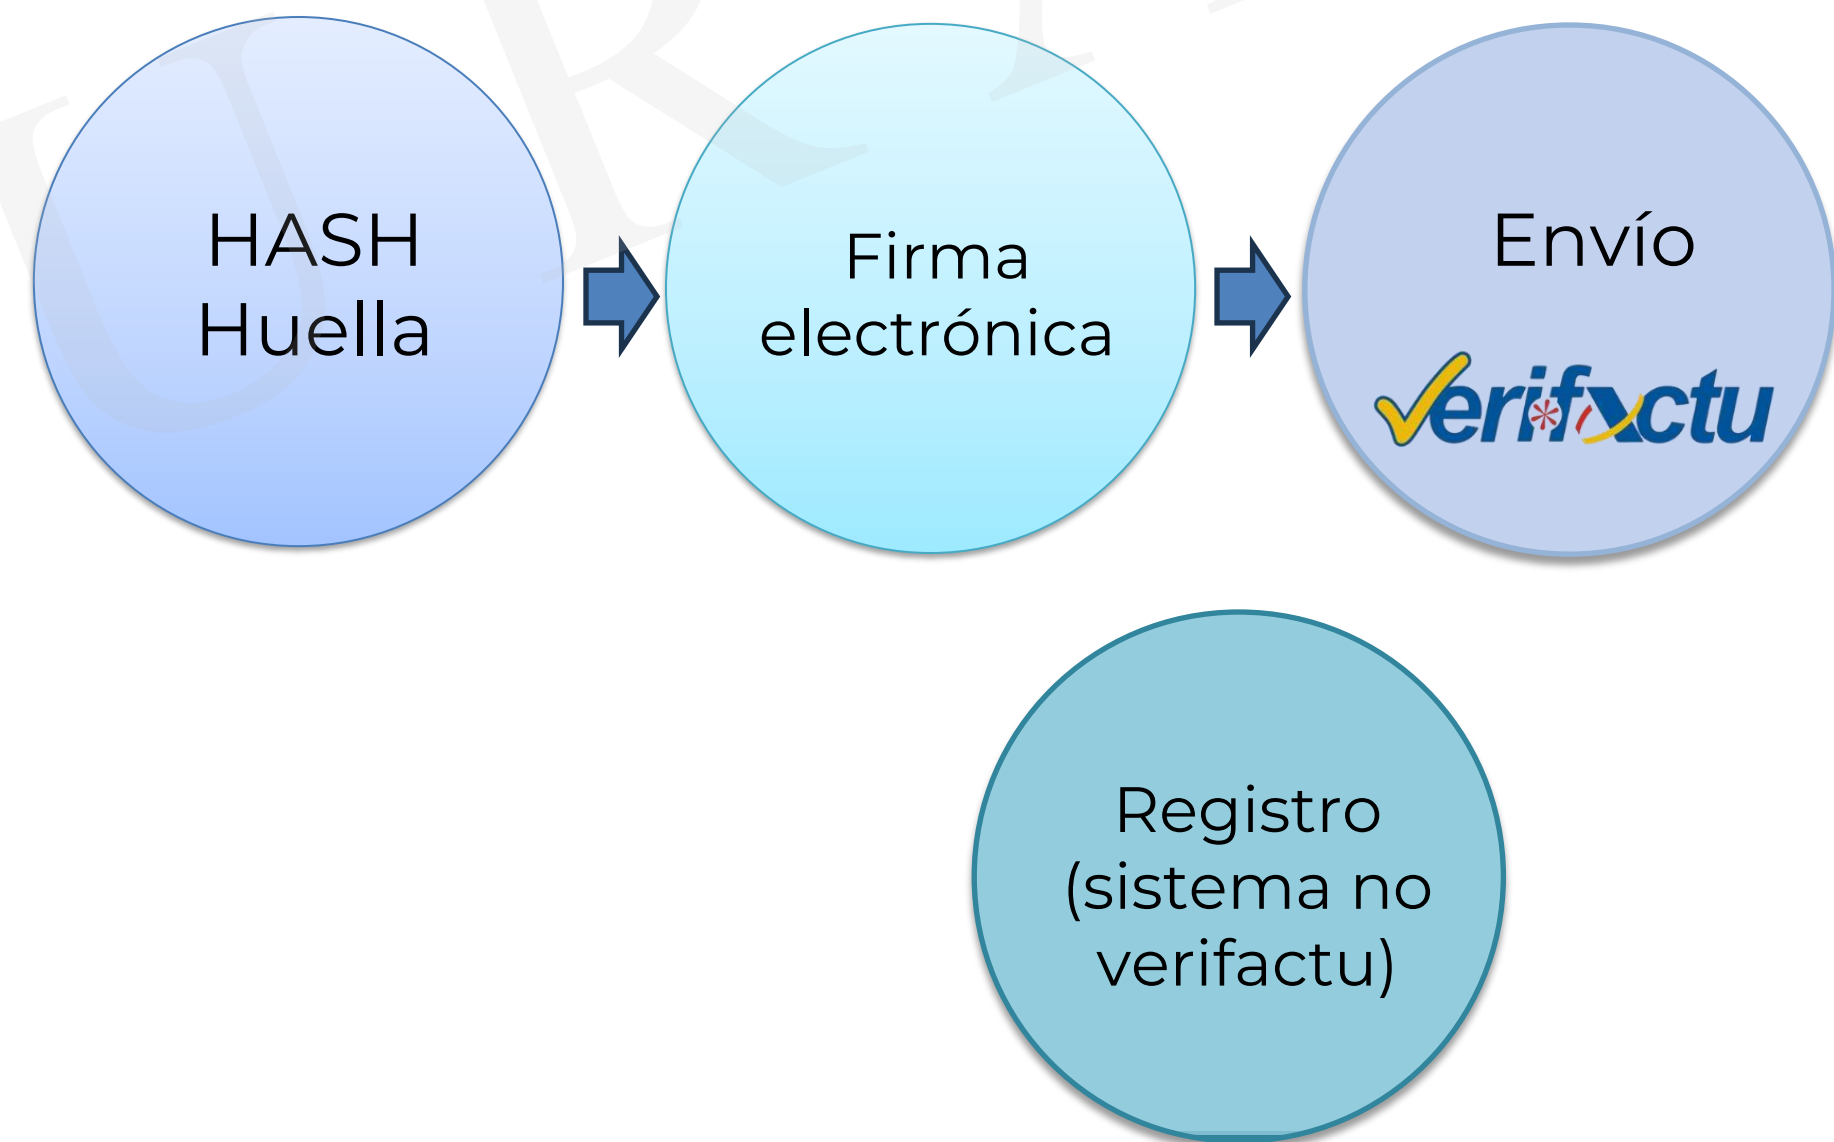 HASH
Huella
Firma
electrónica
Envío
Verifactu
Registro
(sistema no
verifactu)